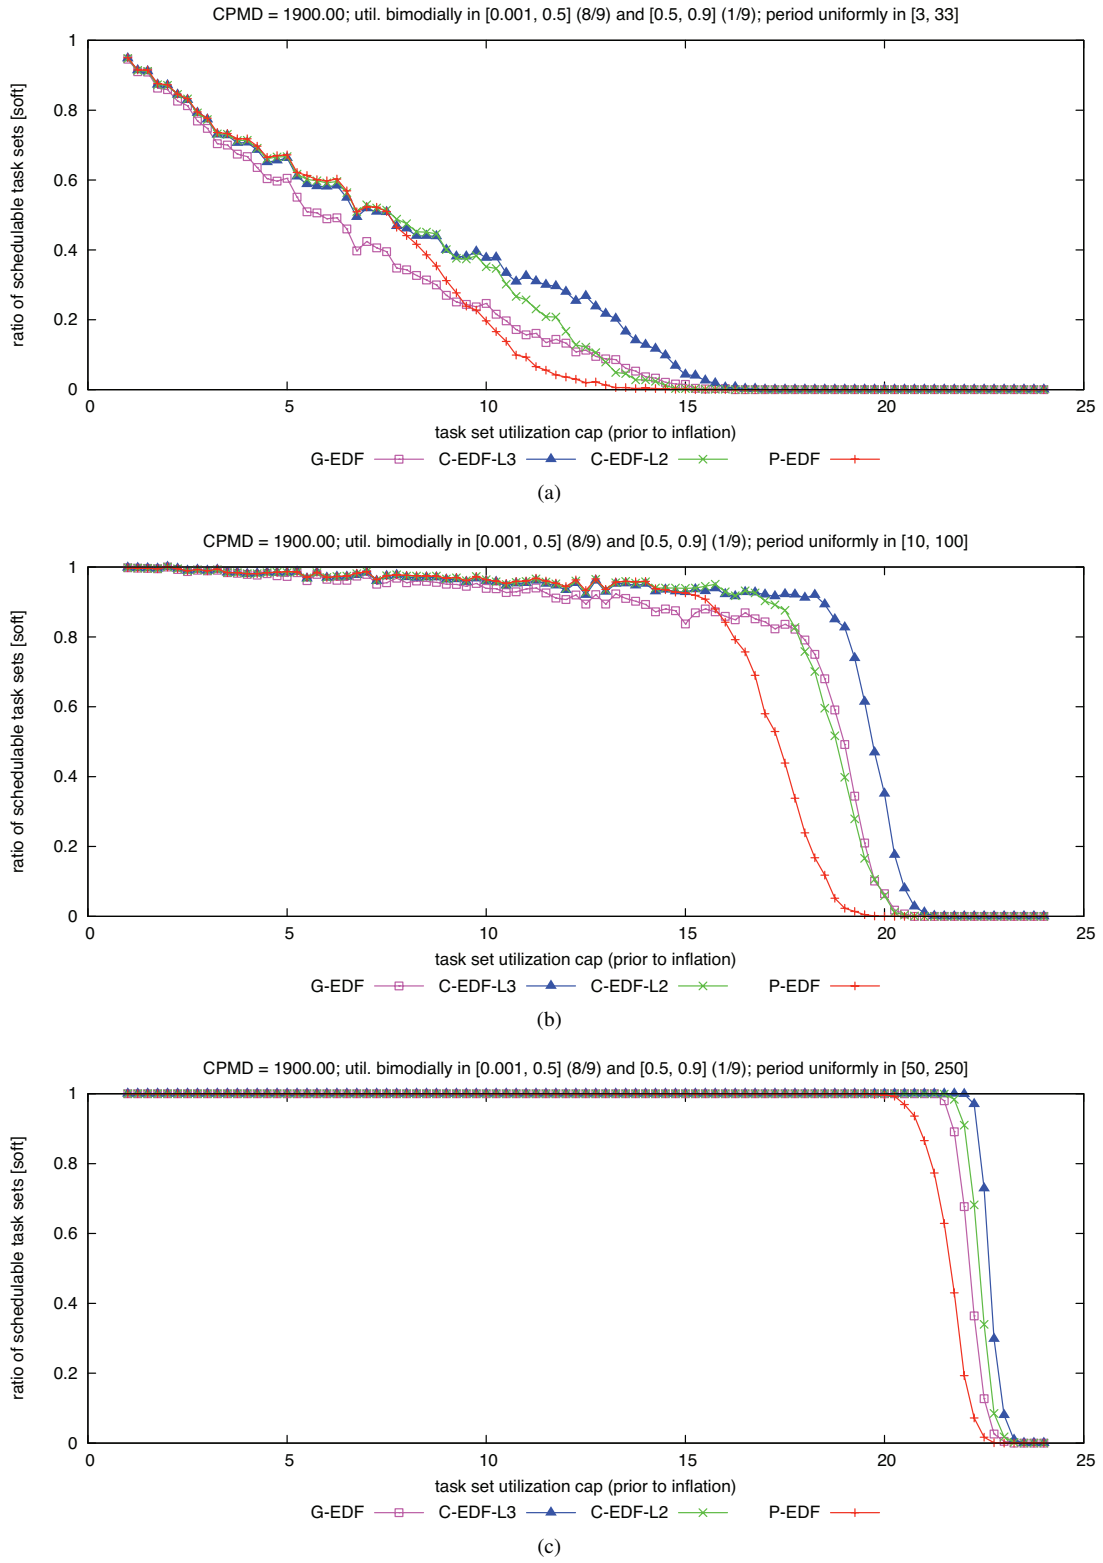 CPMD = 1900.00; util. bimodially in [0.001, 0.5] (8/9) and [0.5, 0.9] (1/9); period uniformly in [3, 33]
ratio of schedulable task sets [soft]
1
0.8
0.6
0.4
0.2
0
0 5 10 15 20 25
task set utilization cap (prior to inflation)
G-EDF C-EDF-L3 C-EDF-L2 P-EDF
(a)
CPMD = 1900.00; util. bimodially in [0.001, 0.5] (8/9) and [0.5, 0.9] (1/9); period uniformly in [10, 100]
ratio of schedulable task sets [soft]
1
0.8
0.6
0.4
0.2
0
0 5 10 15 20 25
task set utilization cap (prior to inflation)
G-EDF C-EDF-L3 C-EDF-L2 P-EDF
(b)
CPMD = 1900.00; util. bimodially in [0.001, 0.5] (8/9) and [0.5, 0.9] (1/9); period uniformly in [50, 250]
ratio of schedulable task sets [soft]
1
0.8
0.6
0.4
0.2
0
0 5 10 15 20 25
task set utilization cap (prior to inflation)
G-EDF C-EDF-L3 C-EDF-L2 P-EDF
(c)